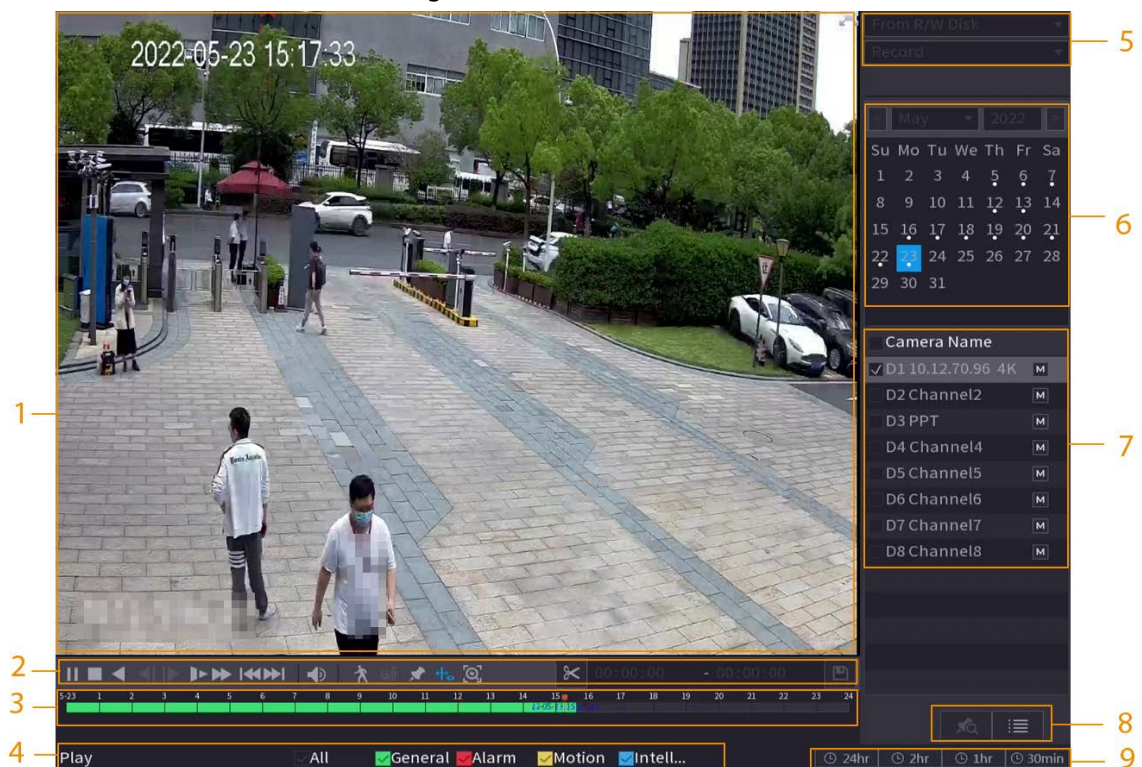 2022-05-23 15:17:33
From R/W Disk
Record
5
May 2022
Su Mo Tu We Th Fr Sa
1 2 3 4 5 6 7
8 9 10 11 12 13 14
15 16 17 18 19 20 21
22 23 24 25 26 27 28
29 30 31
6
Camera Name
D1 10.12.70.96 4K M
D2 Channel2 M
D3 PPT M
D4 Channel4 M
D5 Channel5 M
D6 Channel6 M
D7 Channel7 M
D8 Channel8 M
7
1
2
00:00:00 - 00:00:00
3
5-23 1 2 3 4 5 6 7 8 9 10 11 12 13 14 15 16 17 18 19 20 21 22 23 24
8
4
Play All General Alarm Motion Intell...
24hr 2hr 1hr 30min
9